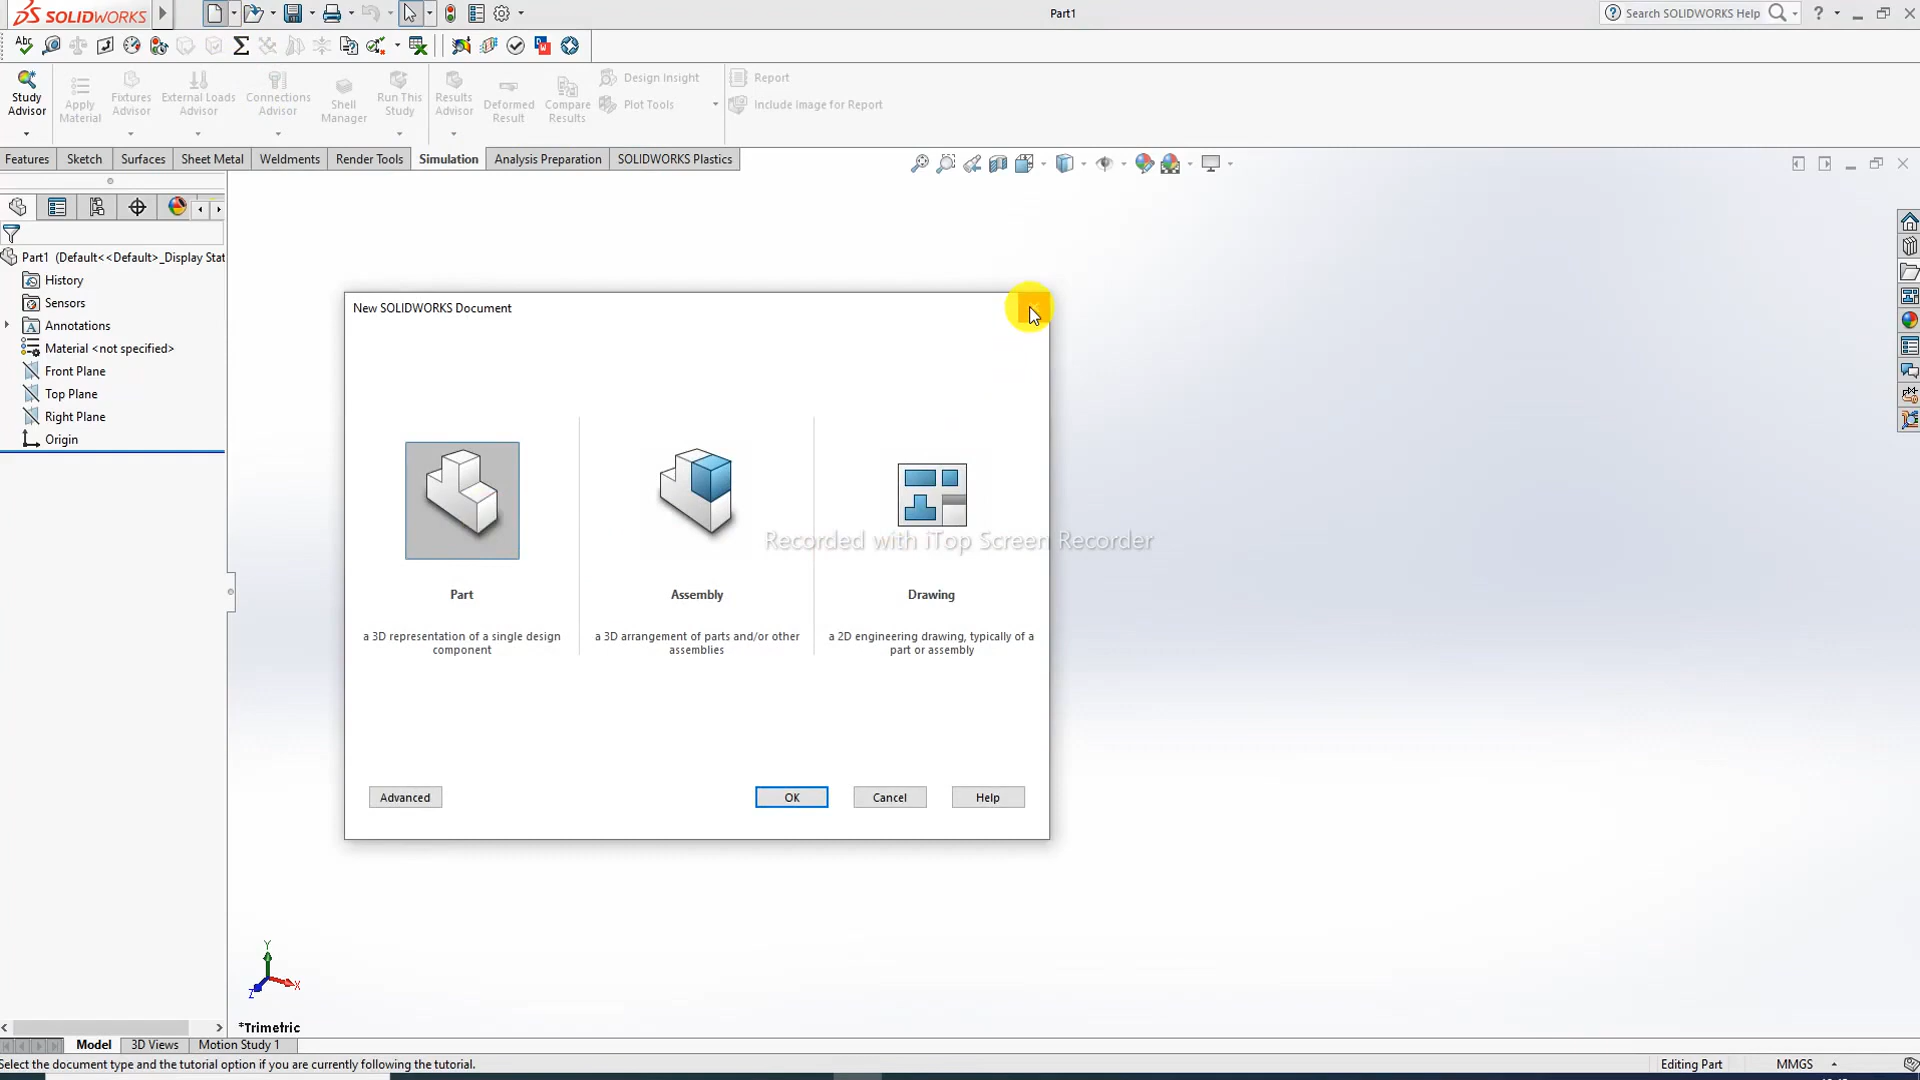 SOLIDWORKS
Part1
Search SOLIDWORKS Help
Study Advisor
Apply Material
Fixtures Advisor
External Loads Advisor
Connections Advisor
Shell Manager
Run This Study
Results Advisor
Deformed Result
Compare Results
Design Insight
Plot Tools
Report
Include Image for Report
Features
Sketch
Surfaces
Sheet Metal
Weldments
Render Tools
Simulation
Analysis Preparation
SOLIDWORKS Plastics
Part1 (Default<<Default>_Display Stat
History
Sensors
Annotations
Material <not specified>
Front Plane
Top Plane
Right Plane
Origin
New SOLIDWORKS Document
Recorded with iTop Screen Recorder
Part
Assembly
Drawing
a 3D representation of a single design
component
a 3D arrangement of parts and/or other
assemblies
a 2D engineering drawing, typically of a
part or assembly
Advanced
OK
Cancel
Help
Y
X
Z
*Trimetric
Model
3D Views
Motion Study 1
Select the document type and the tutorial option if you are currently following the tutorial.
Editing Part
MMGS